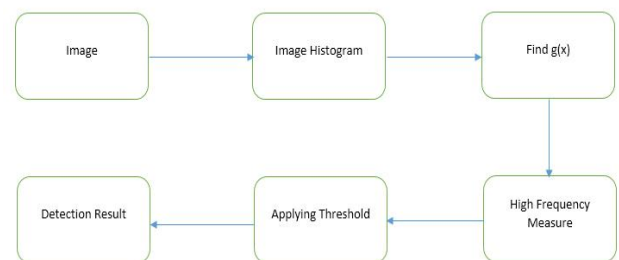 Image
Image Histogram
Find g(x)
High Frequency
Measure
Applying Threshold
Detection Result